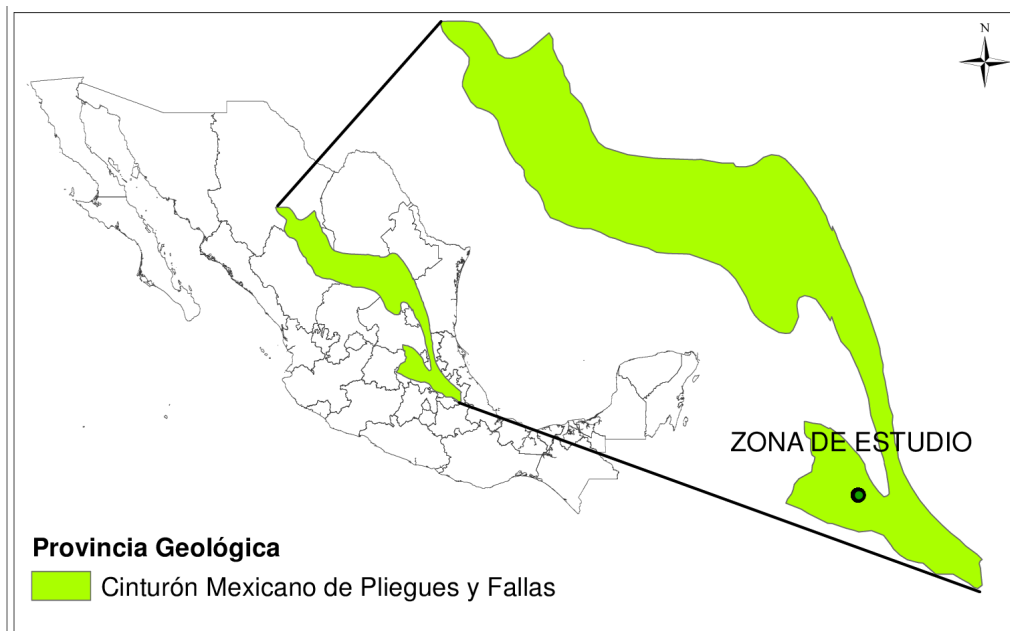 N
ZONA DE ESTUDIO
Provincia Geológica
Cinturón Mexicano de Pliegues y Fallas